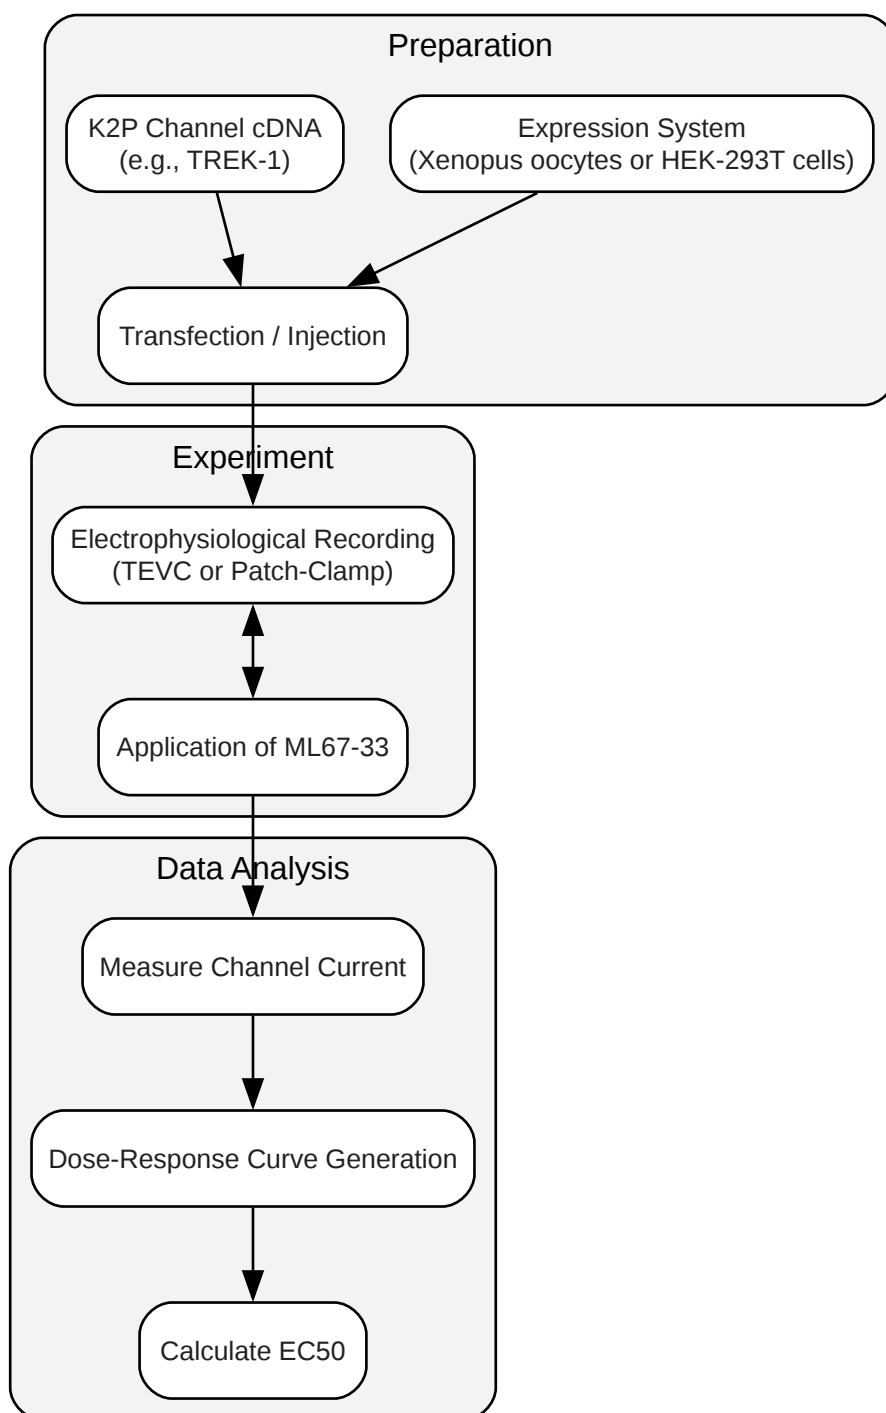 Preparation
K2P Channel cDNA
(e.g., TREK-1)
Expression System
(Xenopus oocytes or HEK-293T cells)
Transfection / Injection
Experiment
Electrophysiological Recording
(TEVC or Patch-Clamp)
Application of ML67-33
Data Analysis
Measure Channel Current
Dose-Response Curve Generation
Calculate EC50